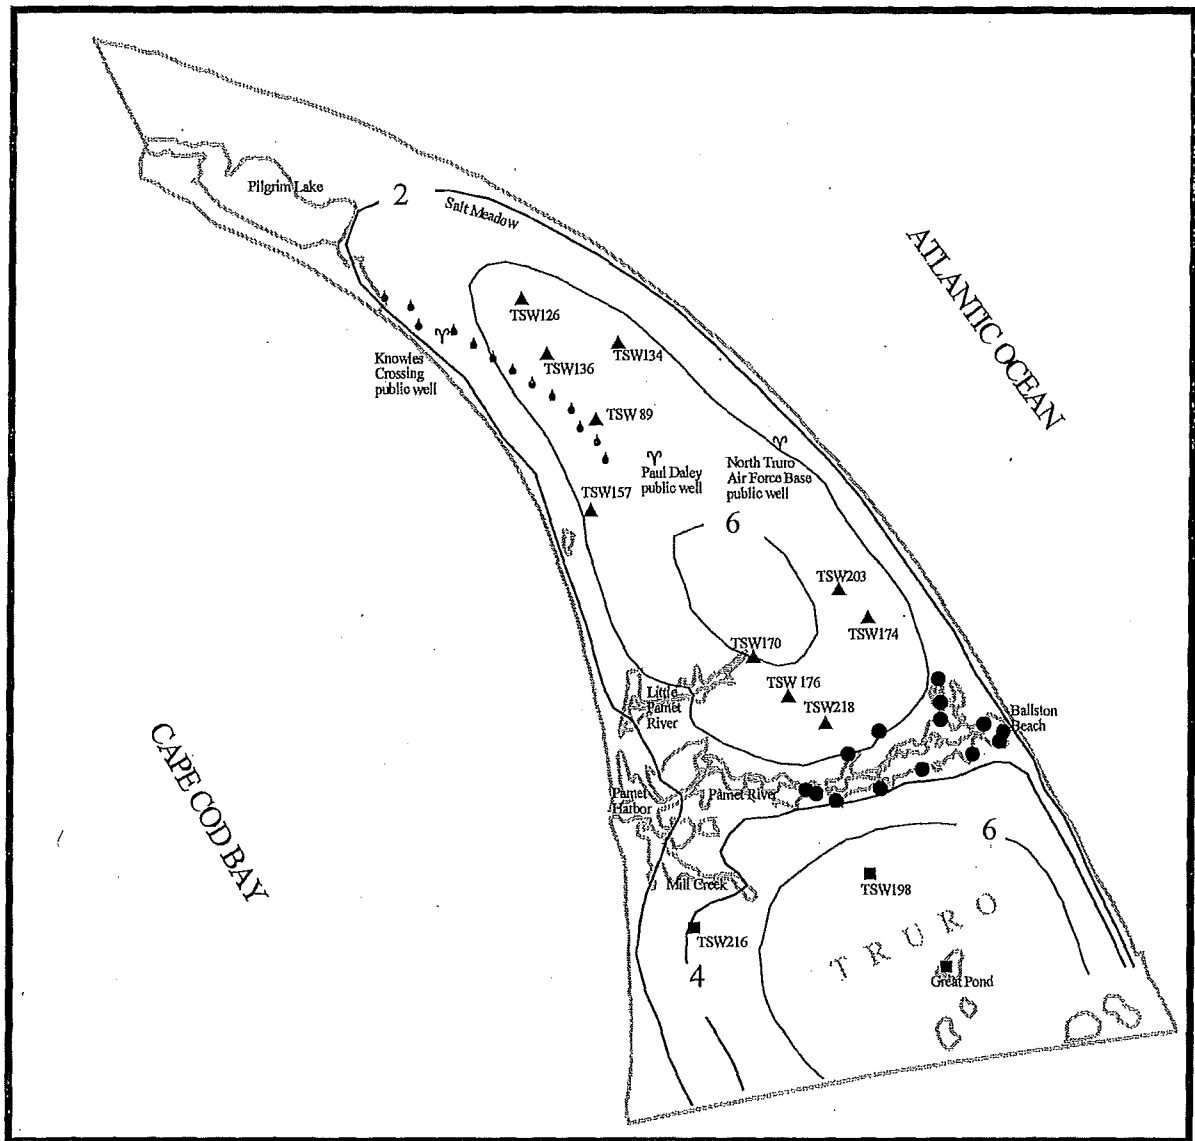 Pilgrim Lake
2
Salt Meadow
ATLANTIC OCEAN
TSW126
TSW134
TSW136
Knowles
Crossing
public well
TSW 89
Paul Daley
public well
North Truro
Air Force Base
public well
TSW157
6
TSW203
TSW174
TSW170
TSW 176
TSW218
Little
Pamet
River
Ballston
Beach
CAPE COD BAY
Pamet
Harbor
Pamet River
6
Mill Creek
TSW198
TRURO
TSW216
4
Great Pond